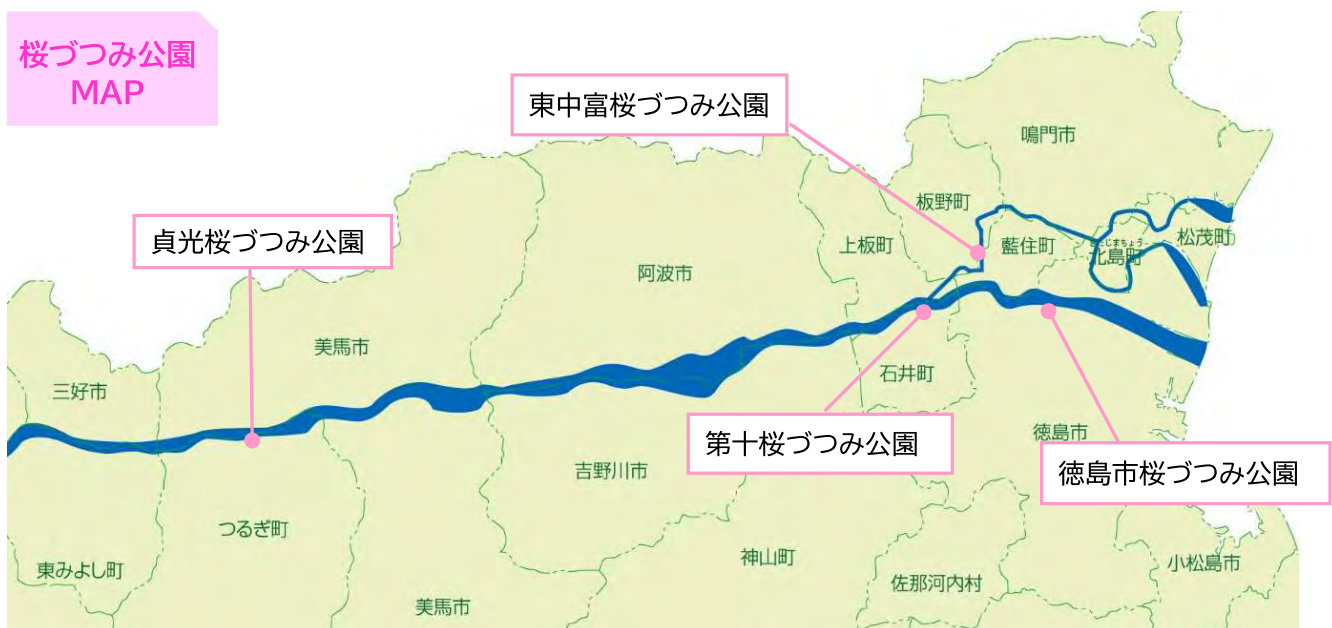 桜づつみ公園
MAP
東中富桜づつみ公園
鳴門市
板野町
貞光桜づつみ公園
上板町
藍住町
松茂町
北島町
阿波市
美馬市
三好市
石井町
第十桜づつみ公園
徳島市
徳島市桜づつみ公園
吉野川市
つるぎ町
神山町
東みよし町
佐那河内村
小松島市
美馬市